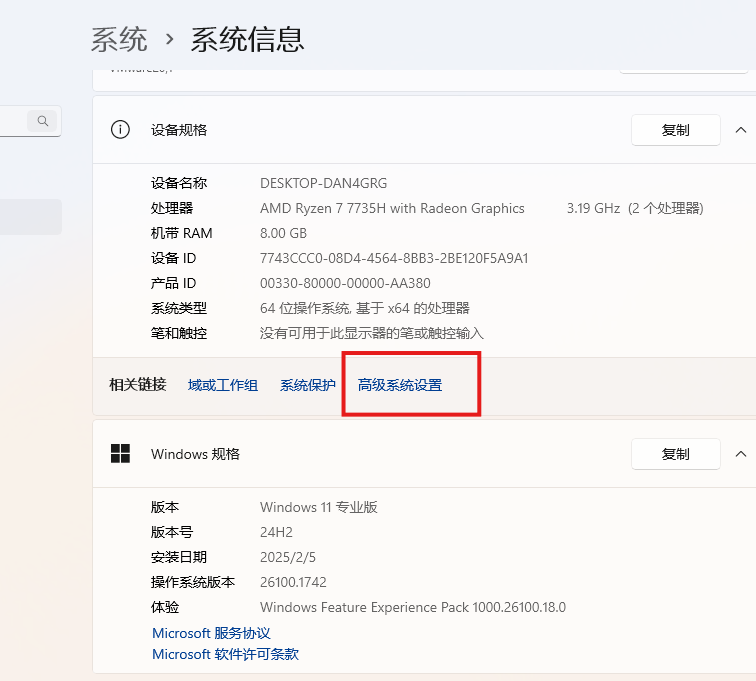 系统 › 系统信息
设备规格 复制
设备名称 DESKTOP-DAN4GRG
处理器 AMD Ryzen 7 7735H with Radeon Graphics 3.19 GHz (2 个处理器)
机带 RAM 8.00 GB
设备 ID 7743CCC0-08D4-4564-8BB3-2BE120F5A9A1
产品 ID 00330-80000-00000-AA380
系统类型 64 位操作系统, 基于 x64 的处理器
笔和触控 没有可用于此显示器的笔或触控输入
相关链接 域或工作组 系统保护 高级系统设置
Windows 规格 复制
版本 Windows 11 专业版
版本号 24H2
安装日期 2025/2/5
操作系统版本 26100.1742
体验 Windows Feature Experience Pack 1000.26100.18.0
Microsoft 服务协议
Microsoft 软件许可条款